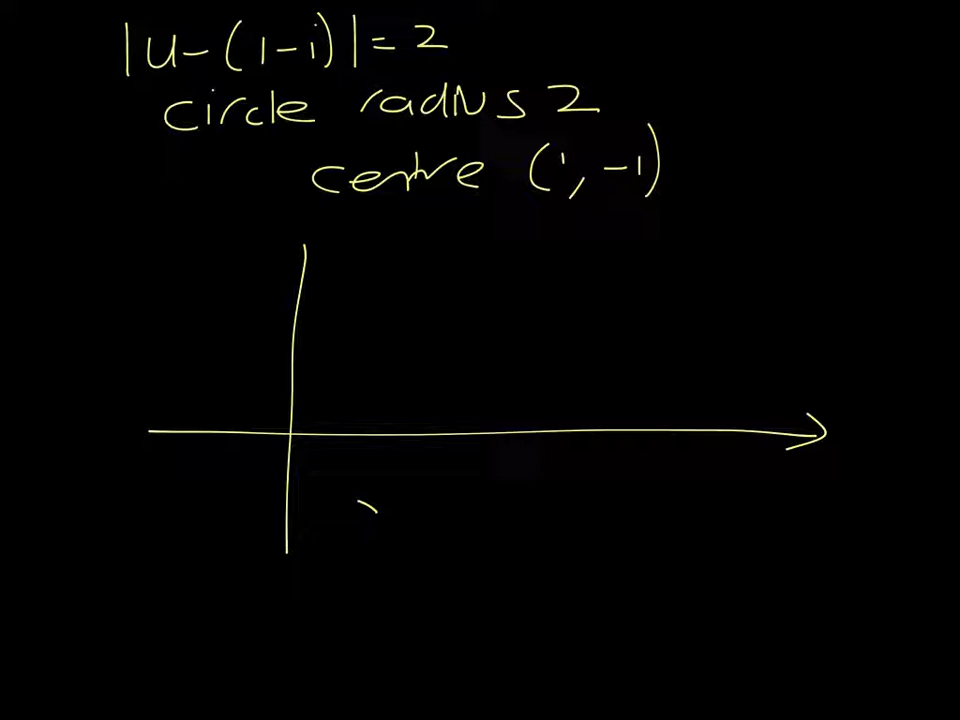 |u-(1-i)|=2
circle radius 2
centre (1,-1)